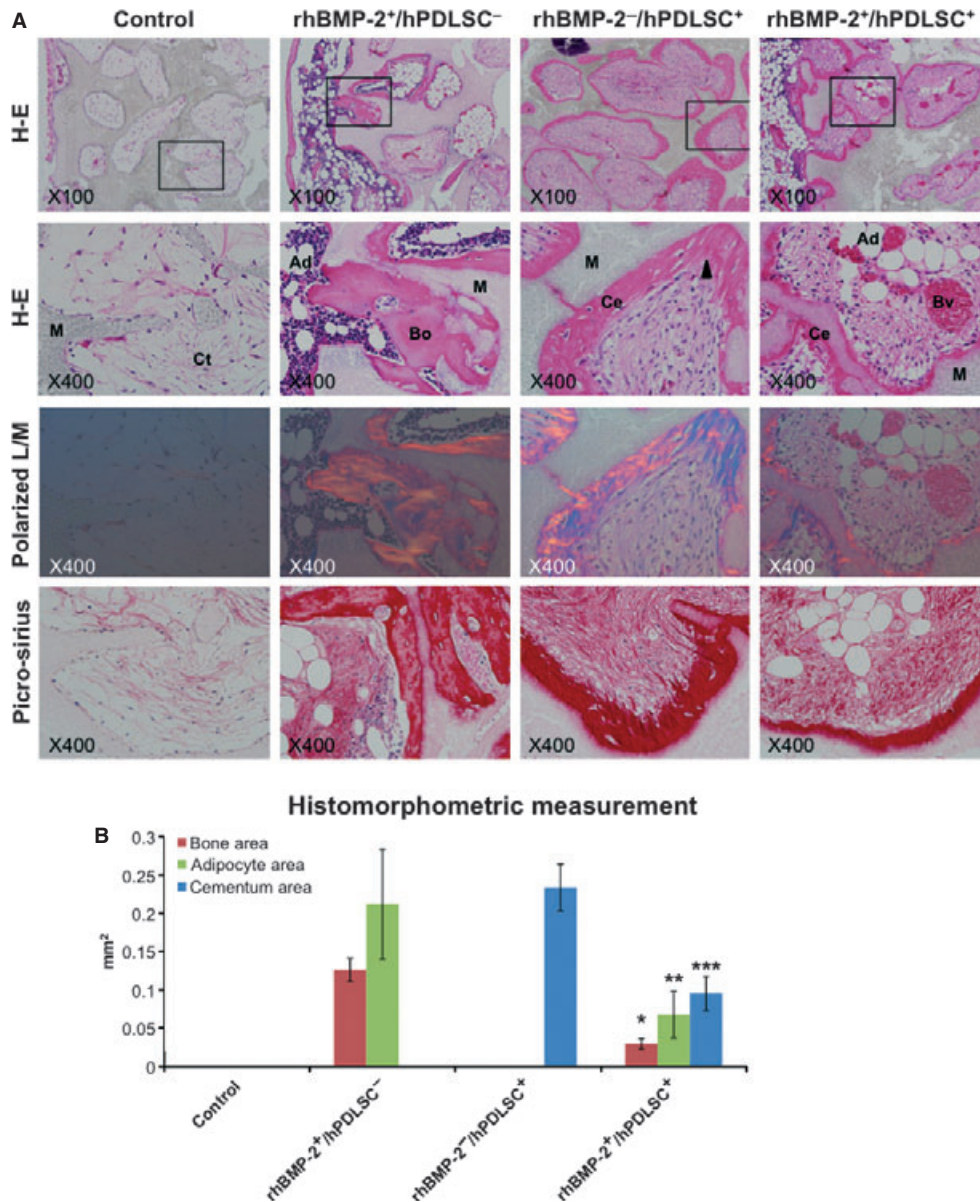 A
Control
rhBMP-2⁺/hPDLSC⁻
rhBMP-2⁻/hPDLSC⁺
rhBMP-2⁺/hPDLSC⁺
H-E
X100
X100
X100
X100
H-E
M
Ct
X400
Ad
M
Bo
X400
M
Ce
X400
Ad
Bv
Ce
M
X400
Polarized L/M
X400
X400
X400
X400
Picro-sirius
X400
X400
X400
X400
Histomorphometric measurement
B
Bone area
Adipocyte area
Cementum area
mm²
0.3
0.25
0.2
0.15
0.1
0.05
0
*
**
***
Control
rhBMP-2⁺/hPDLSC⁻
rhBMP-2⁻/hPDLSC⁺
rhBMP-2⁺/hPDLSC⁺